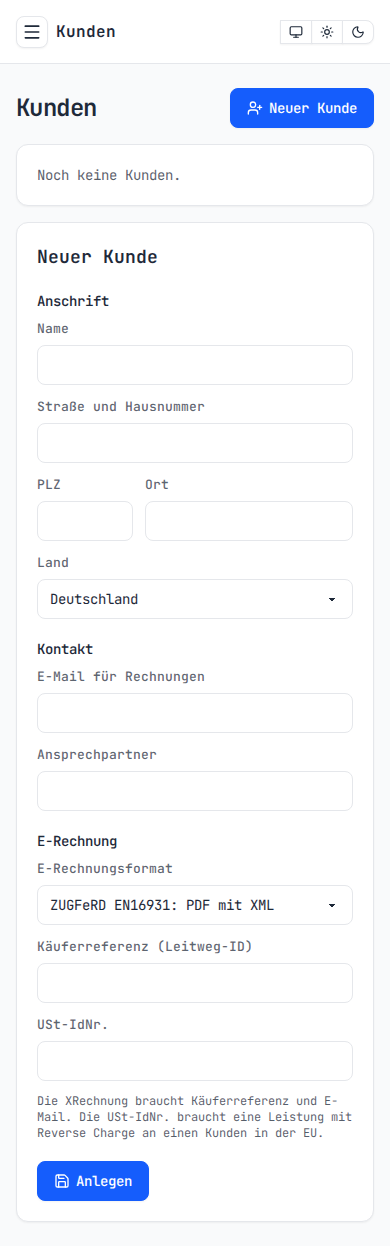 Kunden
Kunden
Neuer Kunde
Noch keine Kunden.
Neuer Kunde
Anschrift
Name
Straße und Hausnummer
PLZ Ort
Land
Deutschland
Kontakt
E-Mail für Rechnungen
Ansprechpartner
E-Rechnung
E-Rechnungsformat
ZUGFeRD EN16931: PDF mit XML
Käuferreferenz (Leitweg-ID)
USt-IdNr.
Die XRechnung braucht Käuferreferenz und E-
Mail. Die USt-IdNr. braucht eine Leistung mit
Reverse Charge an einen Kunden in der EU.
Anlegen